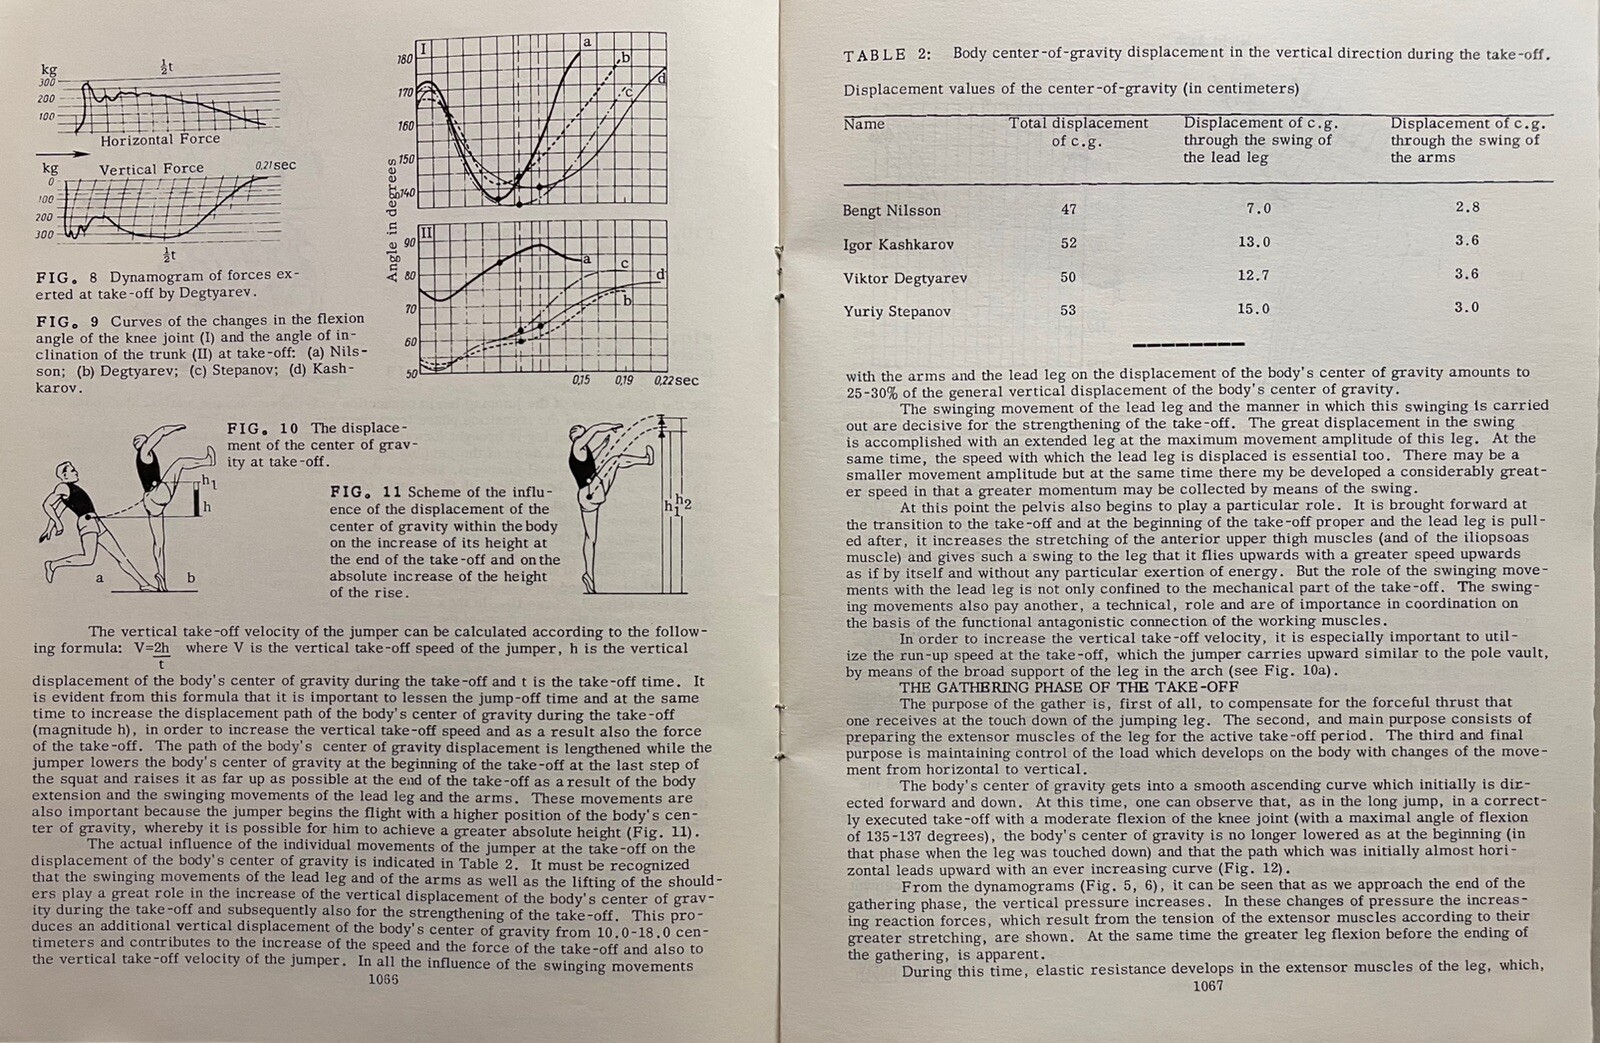 kg
½t
300
200
100
Horizontal Force
kg
Vertical Force
0,21sec
0
100
200
300
½t
FIG. 8 Dynamogram of forces ex-
erted at take-off by Degtyarev.
FIG. 9 Curves of the changes in the flexion
angle of the knee joint (I) and the angle of in-
clination of the trunk (II) at take-off: (a) Nils-
son; (b) Degtyarev; (c) Stepanov; (d) Kash-
karov.
Angle in degrees
I
180
170
160
150
140
a
b
c
d
II
90
80
70
60
50
a
c
d
b
0,15 0,19 0,22sec
FIG. 10 The displace-
ment of the center of grav-
ity at take-off.
h1
h
a
b
FIG. 11 Scheme of the influ-
ence of the displacement of the
center of gravity within the body
on the increase of its height at
the end of the take-off and on the
absolute increase of the height
of the rise.
h1
h2
The vertical take-off velocity of the jumper can be calculated according to the follow-
ing formula: V=2h where V is the vertical take-off speed of the jumper, h is the vertical
t
displacement of the body's center of gravity during the take-off and t is the take-off time. It
is evident from this formula that it is important to lessen the jump-off time and at the same
time to increase the displacement path of the body's center of gravity during the take-off
(magnitude h), in order to increase the vertical take-off speed and as a result also the force
of the take-off. The path of the body's center of gravity displacement is lengthened while the
jumper lowers the body's center of gravity at the beginning of the take-off at the last step of
the squat and raises it as far up as possible at the end of the take-off as a result of the body
extension and the swinging movements of the lead leg and the arms. These movements are
also important because the jumper begins the flight with a higher position of the body's cen-
ter of gravity, whereby it is possible for him to achieve a greater absolute height (Fig. 11).
The actual influence of the individual movements of the jumper at the take-off on the
displacement of the body's center of gravity is indicated in Table 2. It must be recognized
that the swinging movements of the lead leg and of the arms as well as the lifting of the should-
ers play a great role in the increase of the vertical displacement of the body's center of grav-
ity during the take-off and subsequently also for the strengthening of the take-off. This pro-
duces an additional vertical displacement of the body's center of gravity from 10.0-18.0 cen-
timeters and contributes to the increase of the speed and the force of the take-off and also to
the vertical take-off velocity of the jumper. In all the influence of the swinging movements
1066
TABLE 2: Body center-of-gravity displacement in the vertical direction during the take-off.
Displacement values of the center-of-gravity (in centimeters)
Name Total displacement Displacement of c.g. Displacement of c.g.
of c.g. through the swing of through the swing of
the lead leg the arms
Bengt Nilsson 47 7.0 2.8
Igor Kashkarov 52 13.0 3.6
Viktor Degtyarev 50 12.7 3.6
Yuriy Stepanov 53 15.0 3.0
with the arms and the lead leg on the displacement of the body's center of gravity amounts to
25-30% of the general vertical displacement of the body's center of gravity.
The swinging movement of the lead leg and the manner in which this swinging is carried
out are decisive for the strengthening of the take-off. The great displacement in the swing
is accomplished with an extended leg at the maximum movement amplitude of this leg. At the
same time, the speed with which the lead leg is displaced is essential too. There may be a
smaller movement amplitude but at the same time there my be developed a considerably great-
er speed in that a greater momentum may be collected by means of the swing.
At this point the pelvis also begins to play a particular role. It is brought forward at
the transition to the take-off and at the beginning of the take-off proper and the lead leg is pull-
ed after, it increases the stretching of the anterior upper thigh muscles (and of the iliopsoas
muscle) and gives such a swing to the leg that it flies upwards with a greater speed upwards
as if by itself and without any particular exertion of energy. But the role of the swinging move-
ments with the lead leg is not only confined to the mechanical part of the take-off. The swing-
ing movements also pay another, a technical, role and are of importance in coordination on
the basis of the functional antagonistic connection of the working muscles.
In order to increase the vertical take-off velocity, it is especially important to util-
ize the run-up speed at the take-off, which the jumper carries upward similar to the pole vault,
by means of the broad support of the leg in the arch (see Fig. 10a).
THE GATHERING PHASE OF THE TAKE-OFF
The purpose of the gather is, first of all, to compensate for the forceful thrust that
one receives at the touch down of the jumping leg. The second, and main purpose consists of
preparing the extensor muscles of the leg for the active take-off period. The third and final
purpose is maintaining control of the load which develops on the body with changes of the move-
ment from horizontal to vertical.
The body's center of gravity gets into a smooth ascending curve which initially is dir-
ected forward and down. At this time, one can observe that, as in the long jump, in a correct-
ly executed take-off with a moderate flexion of the knee joint (with a maximal angle of flexion
of 135-137 degrees), the body's center of gravity is no longer lowered as at the beginning (in
that phase when the leg was touched down) and that the path which was initially almost hori-
zontal leads upward with an ever increasing curve (Fig. 12).
From the dynamograms (Fig. 5, 6), it can be seen that as we approach the end of the
gathering phase, the vertical pressure increases. In these changes of pressure the increas-
ing reaction forces, which result from the tension of the extensor muscles according to their
greater stretching, are shown. At the same time the greater leg flexion before the ending of
the gathering, is apparent.
During this time, elastic resistance develops in the extensor muscles of the leg, which,
1067